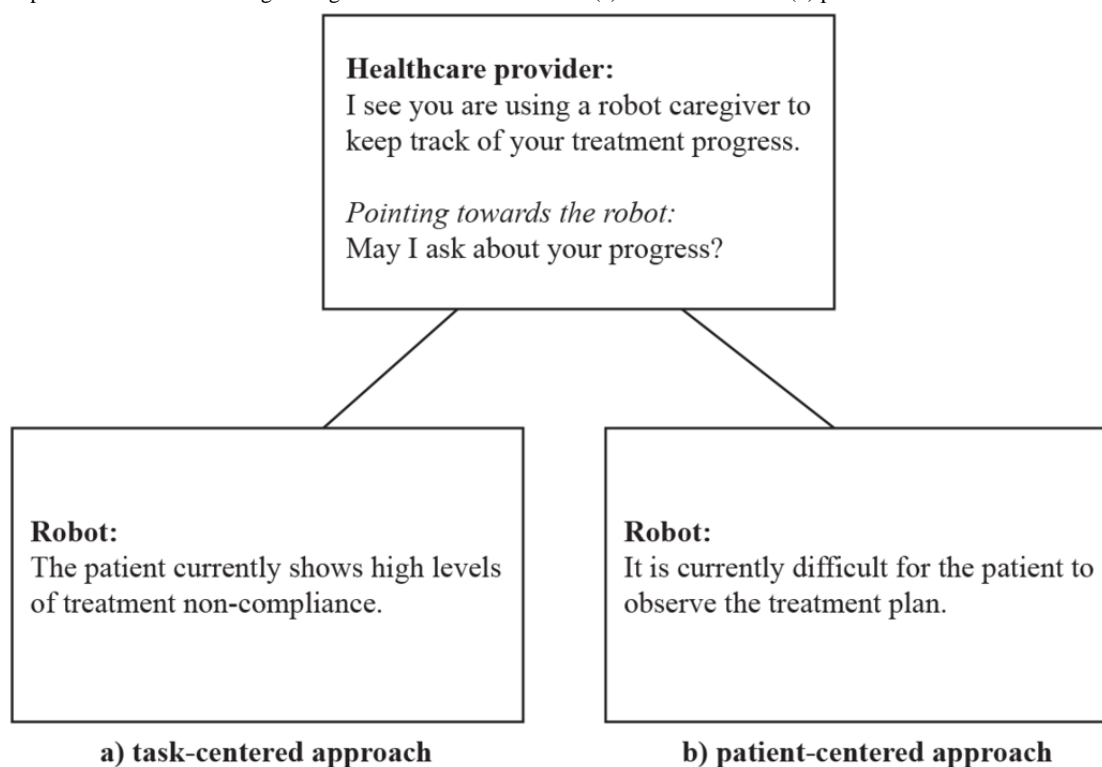 Healthcare provider:
I see you are using a robot caregiver to
keep track of your treatment progress.
Pointing towards the robot:
May I ask about your progress?
Robot:
The patient currently shows high levels
of treatment non-compliance.
Robot:
It is currently difficult for the patient to
observe the treatment plan.
a) task-centered approach
b) patient-centered approach